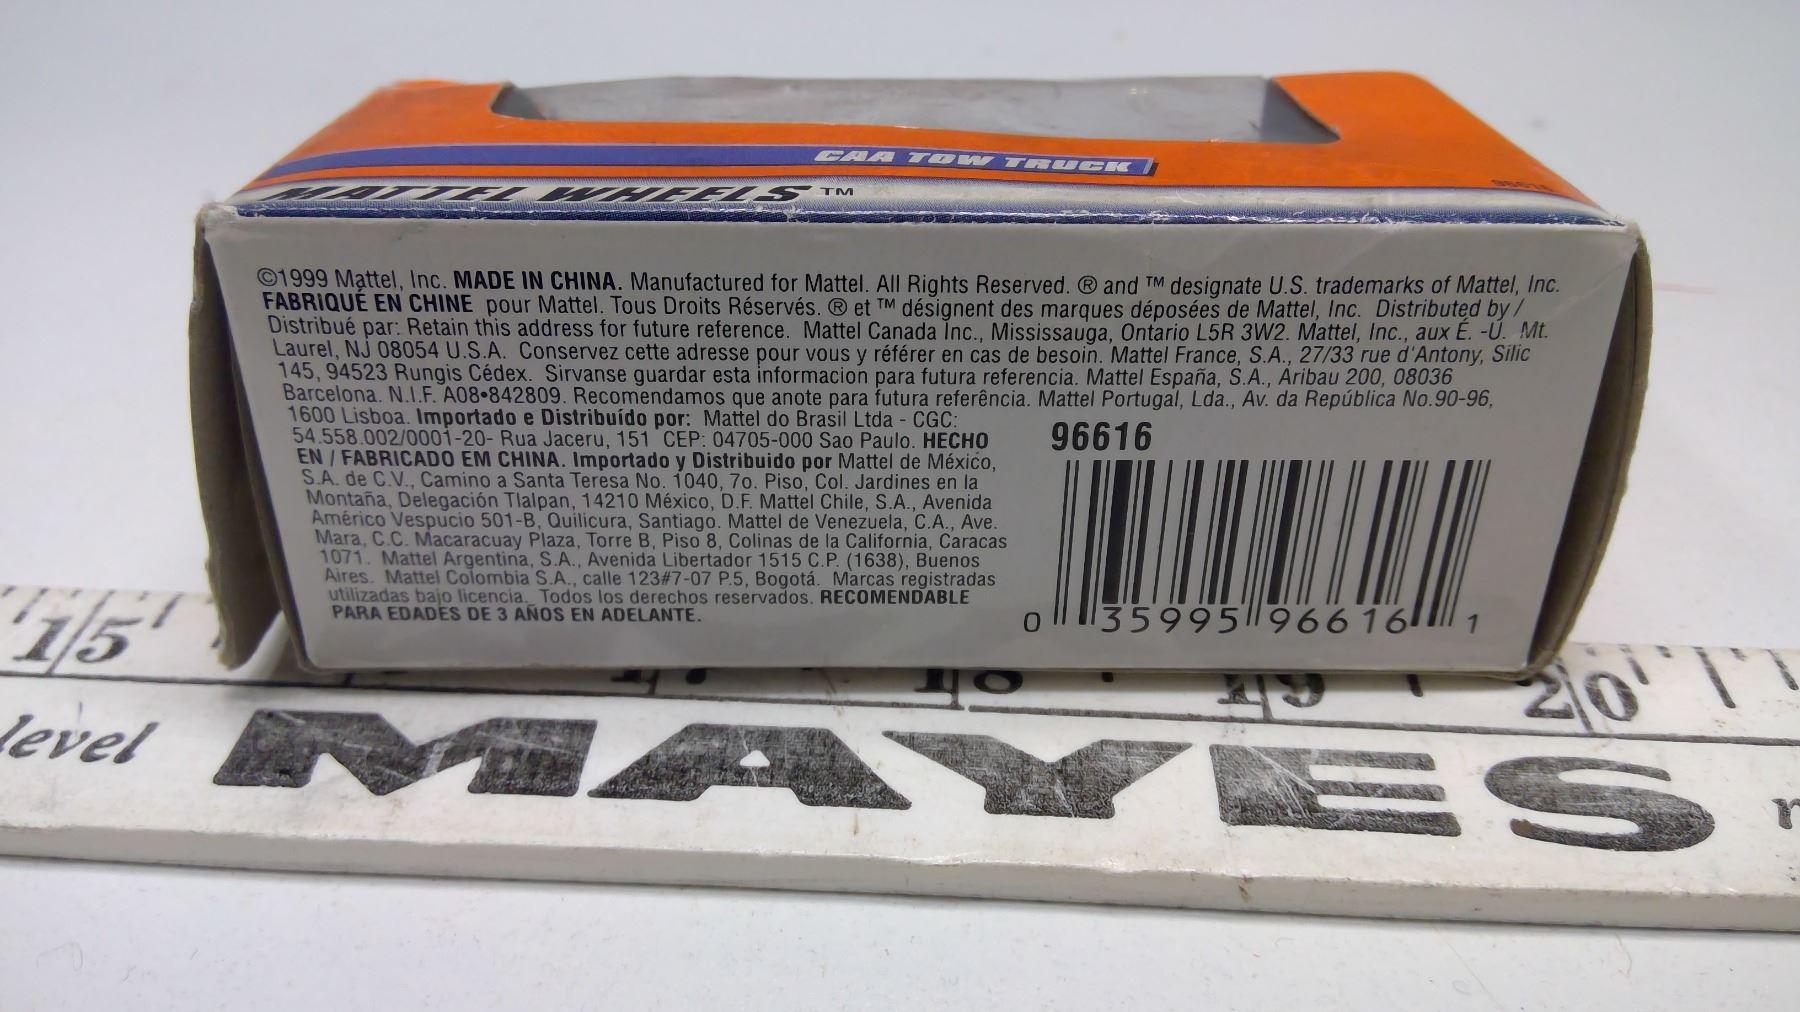 CAA TOW TRUCK
MATTEL WHEELS™
96616
©1999 Mattel, Inc. MADE IN CHINA. Manufactured for Mattel. All Rights Reserved. ® and ™ designate U.S. trademarks of Mattel, Inc.
FABRIQUÉ EN CHINE pour Mattel. Tous Droits Réservés. ® et ™ désignent des marques déposées de Mattel, Inc. Distributed by /
Distribué par: Retain this address for future reference. Mattel Canada Inc., Mississauga, Ontario L5R 3W2. Mattel, Inc., aux É. -U. Mt.
Laurel, NJ 08054 U.S.A. Conservez cette adresse pour vous y référer en cas de besoin. Mattel France, S.A., 27/33 rue d'Antony, Silic
145, 94523 Rungis Cédex. Sirvanse guardar esta informacion para futura referencia. Mattel España, S.A., Aribau 200, 08036
Barcelona. N.I.F. A08•842809. Recomendamos que anote para futura referência. Mattel Portugal, Lda., Av. da República No.90-96,
1600 Lisboa. Importado e Distribuído por: Mattel do Brasil Ltda - CGC:
54.558.002/0001-20- Rua Jaceru, 151 CEP: 04705-000 Sao Paulo. HECHO
EN / FABRICADO EM CHINA. Importado y Distribuido por Mattel de México,
S.A. de C.V., Camino a Santa Teresa No. 1040, 7o. Piso, Col. Jardines en la
Montaña, Delegación Tlalpan, 14210 México, D.F. Mattel Chile, S.A., Avenida
Américo Vespucio 501-B, Quilicura, Santiago. Mattel de Venezuela, C.A., Ave.
Mara, C.C. Macaracuay Plaza, Torre B, Piso 8, Colinas de la California, Caracas
1071. Mattel Argentina, S.A., Avenida Libertador 1515 C.P. (1638), Buenos
Aires. Mattel Colombia S.A., calle 123#7-07 P.5, Bogotá. Marcas registradas
utilizadas bajo licencia. Todos los derechos reservados. RECOMENDABLE
PARA EDADES DE 3 AÑOS EN ADELANTE.
96616
0 35995 96616 1
15 17 18 19 20
level MAYES